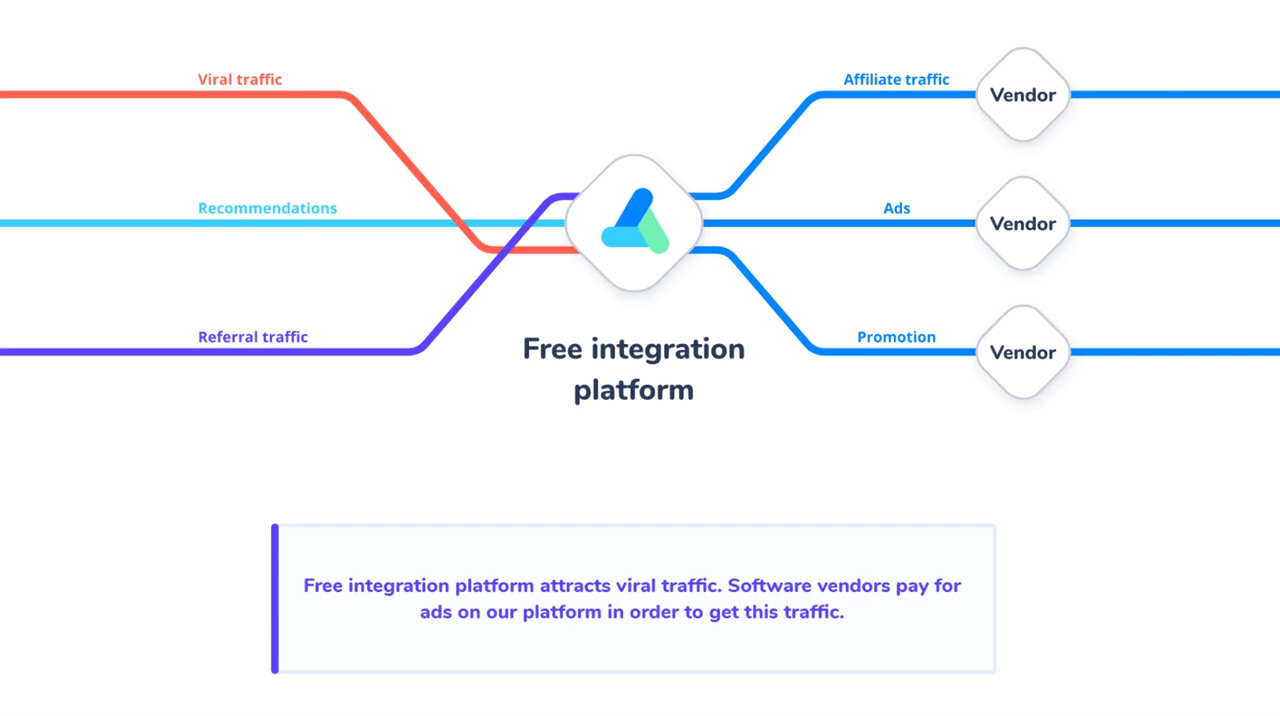 Viral traffic
Affiliate traffic
Vendor
Recommendations
Ads
Vendor
Referral traffic
Promotion
Vendor
Free integration
platform
Free integration platform attracts viral traffic. Software vendors pay for
ads on our platform in order to get this traffic.